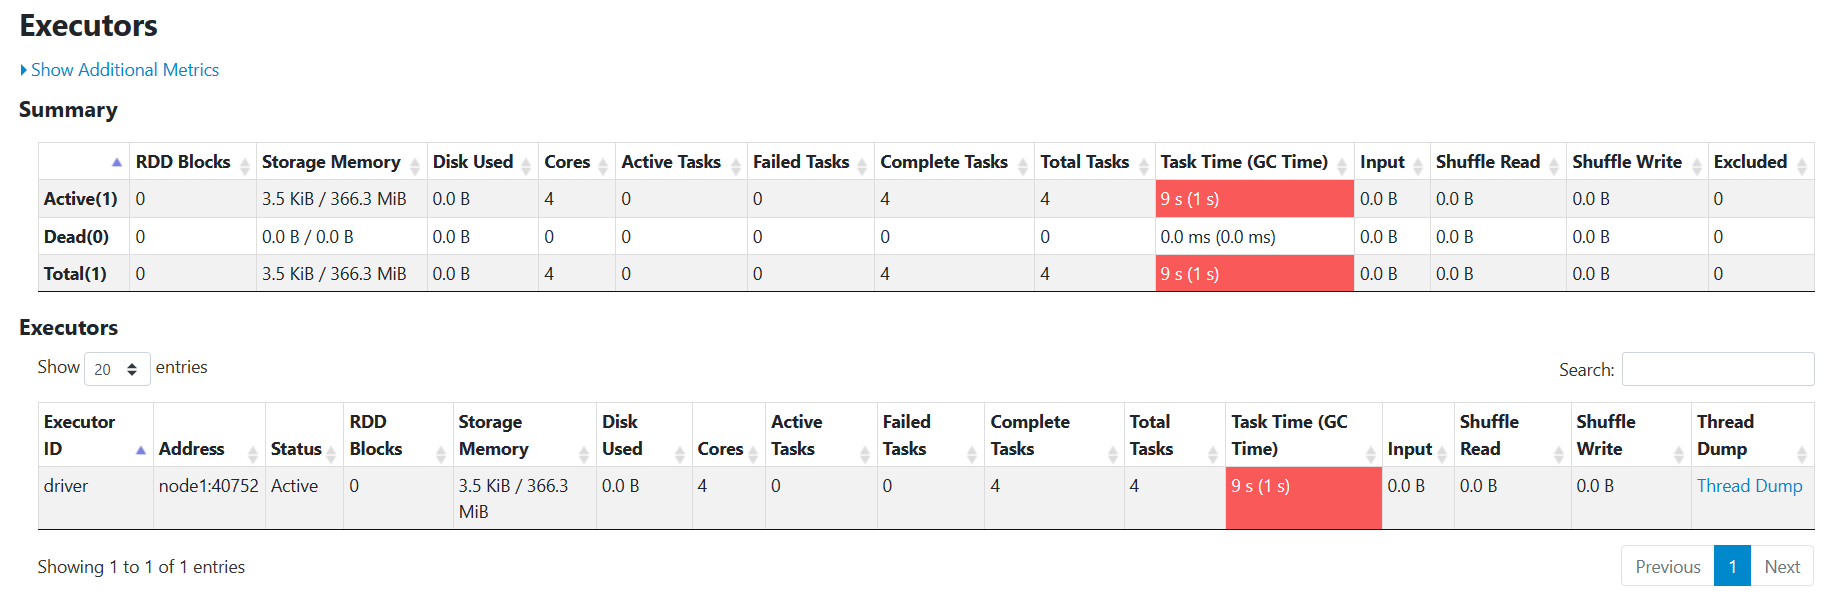 Executors
Show Additional Metrics
Summary
RDD Blocks Storage Memory Disk Used Cores Active Tasks Failed Tasks Complete Tasks Total Tasks Task Time (GC Time) Input Shuffle Read Shuffle Write Excluded
Active(1) 0 3.5 KiB / 366.3 MiB 0.0 B 4 0 0 4 4 9 s (1 s) 0.0 B 0.0 B 0.0 B 0
Dead(0) 0 0.0 B / 0.0 B 0.0 B 0 0 0 0 0 0.0 ms (0.0 ms) 0.0 B 0.0 B 0.0 B 0
Total(1) 0 3.5 KiB / 366.3 MiB 0.0 B 4 0 0 4 4 9 s (1 s) 0.0 B 0.0 B 0.0 B 0
Executors
Show 20 entries Search:
Executor RDD Storage Disk Active Failed Complete Total Task Time (GC Shuffle Shuffle Thread
ID Address Status Blocks Memory Used Cores Tasks Tasks Tasks Tasks Time) Input Read Write Dump
driver node1:40752 Active 0 3.5 KiB / 366.3 0.0 B 4 0 0 4 4 9 s (1 s) 0.0 B 0.0 B 0.0 B Thread Dump
MiB
Showing 1 to 1 of 1 entries Previous 1 Next